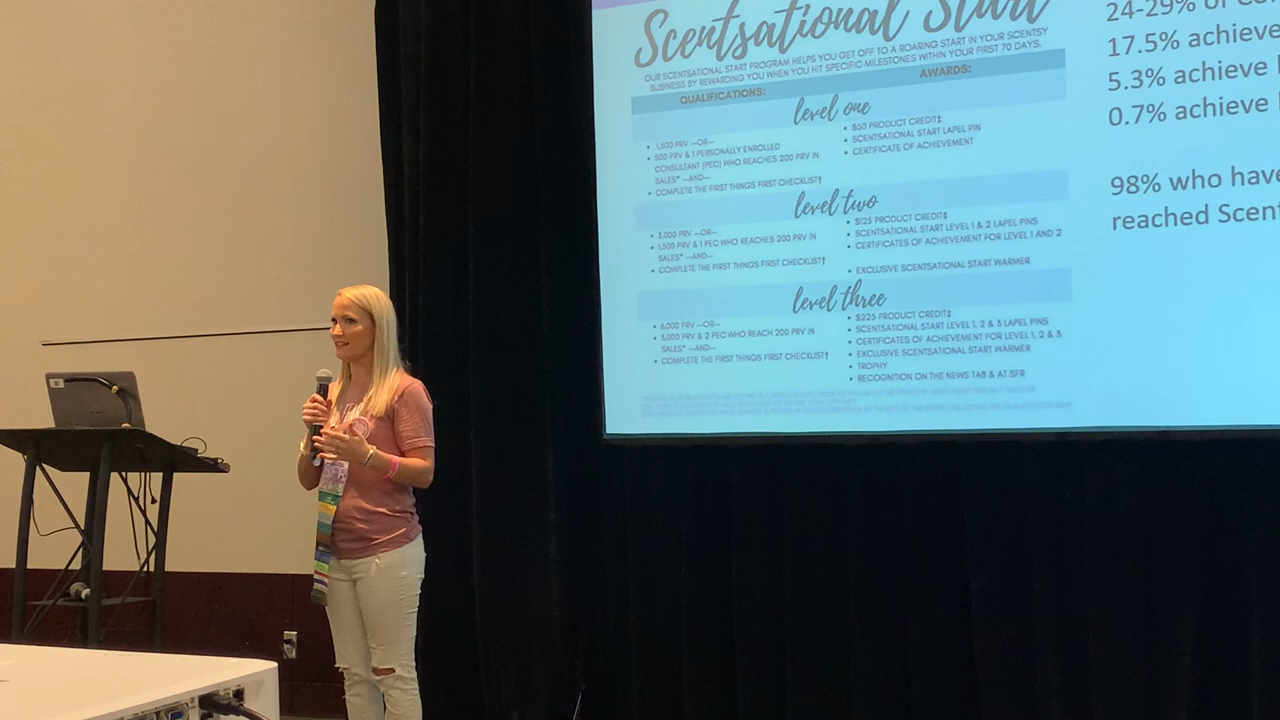 Scentsational Start
OUR SCENTSATIONAL START PROGRAM HELPS YOU GET OFF TO A ROARING START IN YOUR SCENTSY
BUSINESS BY REWARDING YOU WHEN YOU HIT SPECIFIC MILESTONES WITHIN YOUR FIRST 70 DAYS.
QUALIFICATIONS:
AWARDS:
level one
• 1,500 PRV —OR—
• 500 PRV & 1 PERSONALLY ENROLLED
CONSULTANT (PEC) WHO REACHES 200 PRV IN
SALES* —AND—
• COMPLETE THE FIRST THINGS FIRST CHECKLIST†
• $50 PRODUCT CREDIT‡
• SCENTSATIONAL START LAPEL PIN
• CERTIFICATE OF ACHIEVEMENT
level two
• 3,000 PRV —OR—
• 1,500 PRV & 1 PEC WHO REACHES 200 PRV IN
SALES* —AND—
• COMPLETE THE FIRST THINGS FIRST CHECKLIST†
• $125 PRODUCT CREDIT‡
• SCENTSATIONAL START LEVEL 1 & 2 LAPEL PINS
• CERTIFICATES OF ACHIEVEMENT FOR LEVEL 1 AND 2
• EXCLUSIVE SCENTSATIONAL START WARMER
level three
• 6,000 PRV —OR—
• 3,000 PRV & 2 PEC WHO REACH 200 PRV IN
SALES* —AND—
• COMPLETE THE FIRST THINGS FIRST CHECKLIST†
• $225 PRODUCT CREDIT‡
• SCENTSATIONAL START LEVEL 1, 2 & 3 LAPEL PINS
• CERTIFICATES OF ACHIEVEMENT FOR LEVEL 1, 2 & 3
• EXCLUSIVE SCENTSATIONAL START WARMER
• TROPHY
• RECOGNITION ON THE NEWS TAB & AT SFR
24-29% of
17.5% achieve
5.3% achieve
0.7% achieve
98% who have
reached